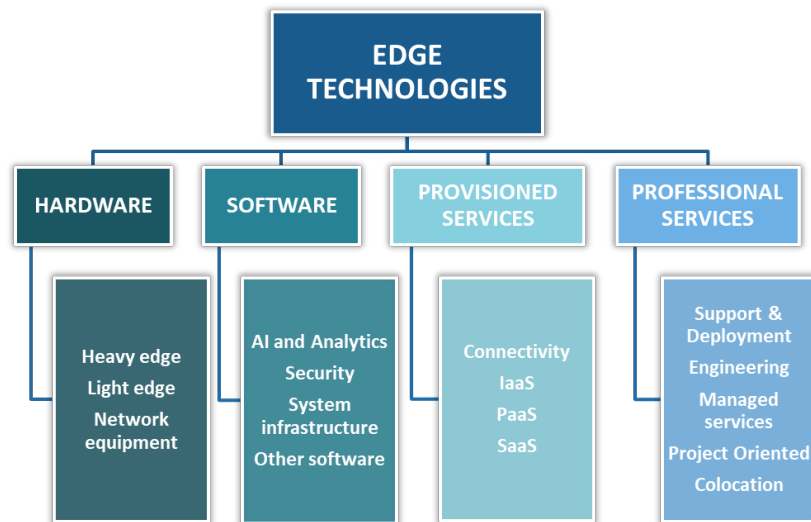 EDGE
TECHNOLOGIES
HARDWARE
SOFTWARE
PROVISIONED
SERVICES
PROFESSIONAL
SERVICES
Heavy edge
Light edge
Network
equipment
AI and Analytics
Security
System
infrastructure
Other software
Connectivity
IaaS
PaaS
SaaS
Support &
Deployment
Engineering
Managed
services
Project Oriented
Colocation